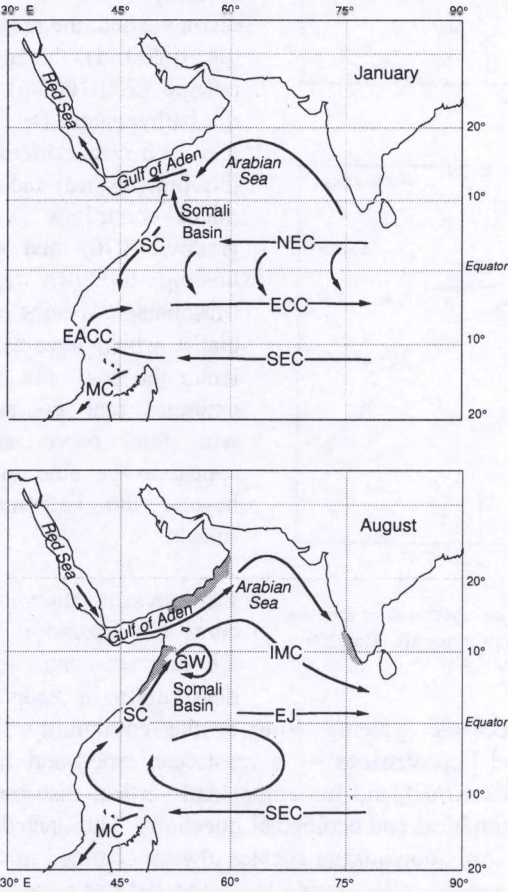 30° E 45° 60° 75° 90°
January
Red Sea
20°
Gulf of Aden
Arabian
Sea
10°
Somali
Basin
SC
NEC
Equator
ECC
EACC
10°
SEC
MC
20°
August
Red Sea
20°
Arabian
Sea
Gulf of Aden
10°
GW
IMC
Somali
Basin
SC
EJ
Equator
10°
SEC
MC
20°
30° E 45° 60° 75° 90°